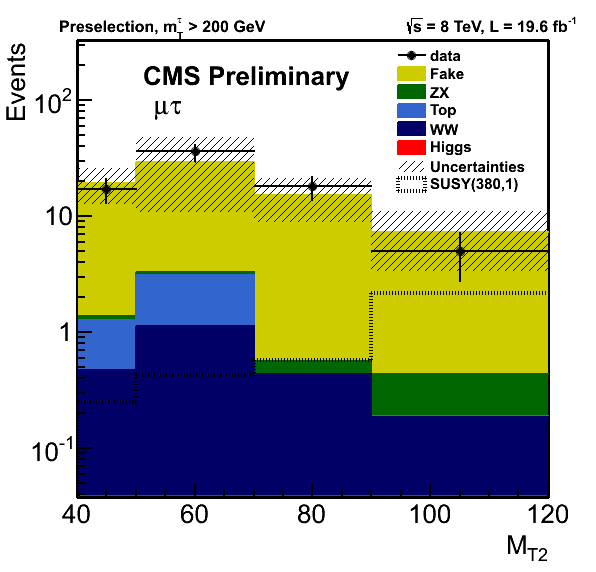 Preselection, m_T^τ > 200 GeV
√s = 8 TeV, L = 19.6 fb⁻¹
CMS Preliminary
μτ
data
Fake
ZX
Top
WW
Higgs
Uncertainties
SUSY(380,1)
Events
10²
10
1
10⁻¹
40
60
80
100
120
M_T2